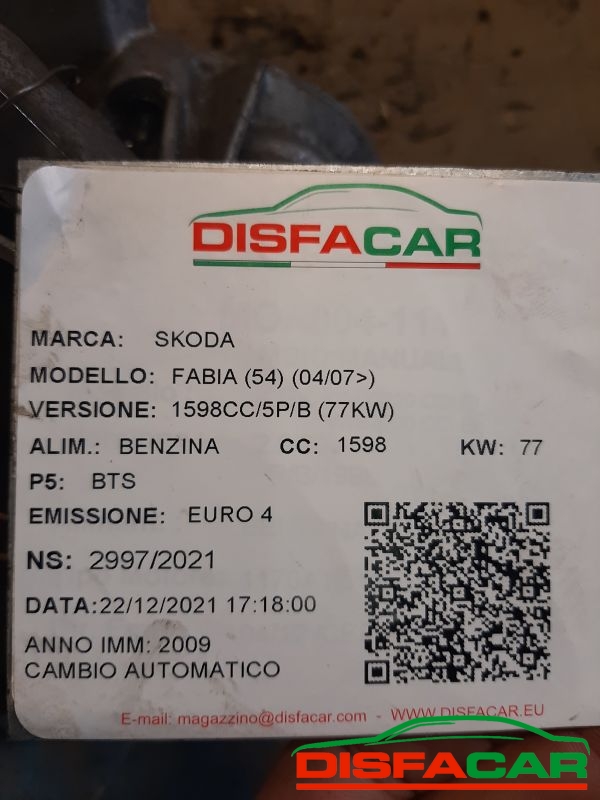 DISFACAR
MARCA: SKODA
MODELLO: FABIA (54) (04/07>)
VERSIONE: 1598CC/5P/B (77KW)
ALIM.: BENZINA CC: 1598 KW: 77
P5: BTS
EMISSIONE: EURO 4
NS: 2997/2021
DATA:22/12/2021 17:18:00
ANNO IMM: 2009
CAMBIO AUTOMATICO
E-mail: magazzino@disfacar.com - WWW.DISFACAR.EU
DISFACAR